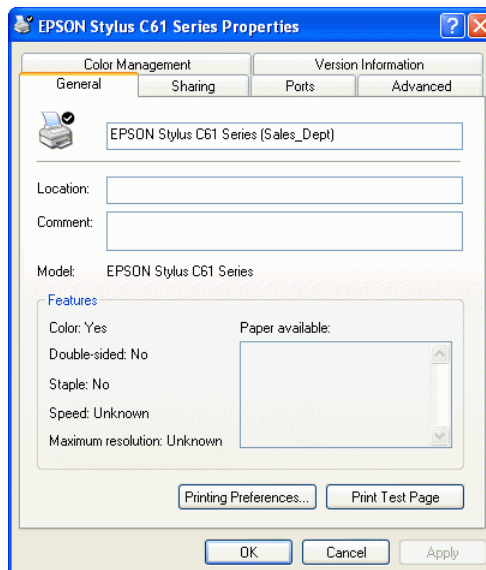 EPSON Stylus C61 Series Properties
?
Color Management
Version Information
General
Sharing
Ports
Advanced
EPSON Stylus C61 Series (Sales_Dept)
Location:
Comment:
Model: EPSON Stylus C61 Series
Features
Color: Yes
Paper available:
Double-sided: No
Staple: No
Speed: Unknown
Maximum resolution: Unknown
Printing Preferences...
Print Test Page
OK
Cancel
Apply